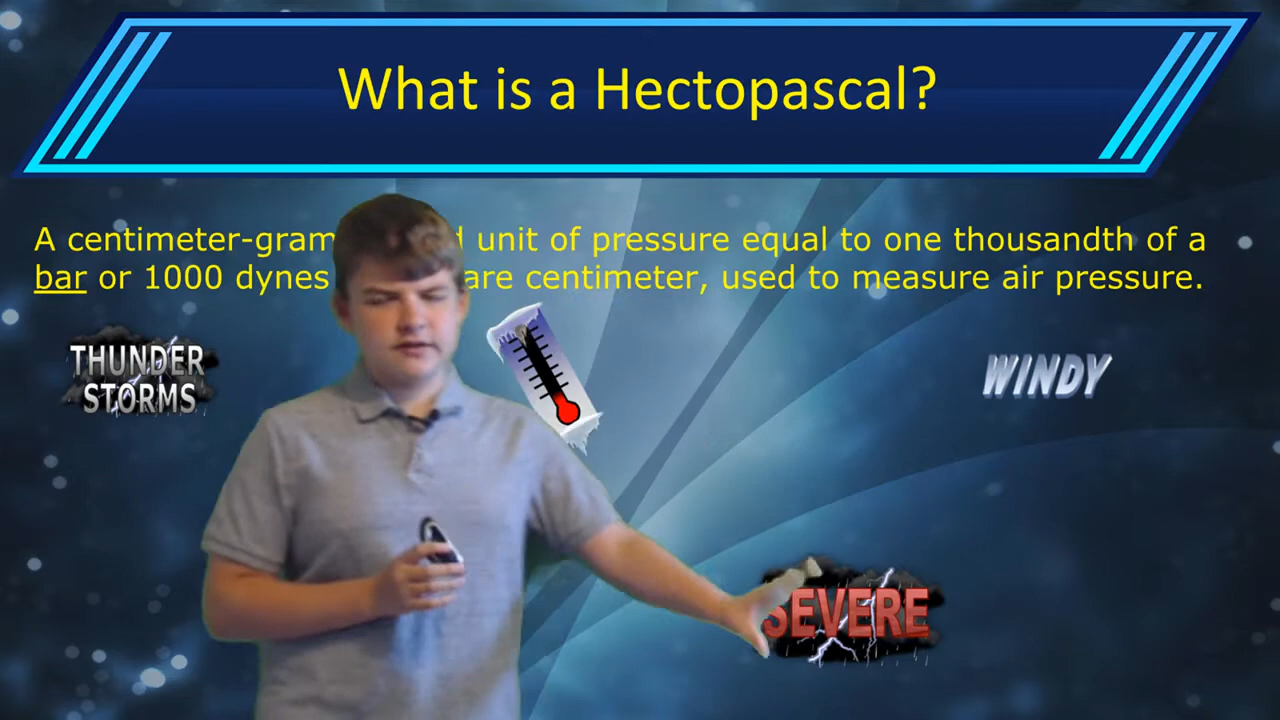 What is a Hectopascal?
A centimeter-gram unit of pressure equal to one thousandth of a
bar or 1000 dynes centimeter, used to measure air pressure.
THUNDER
STORMS
WINDY
SEVERE